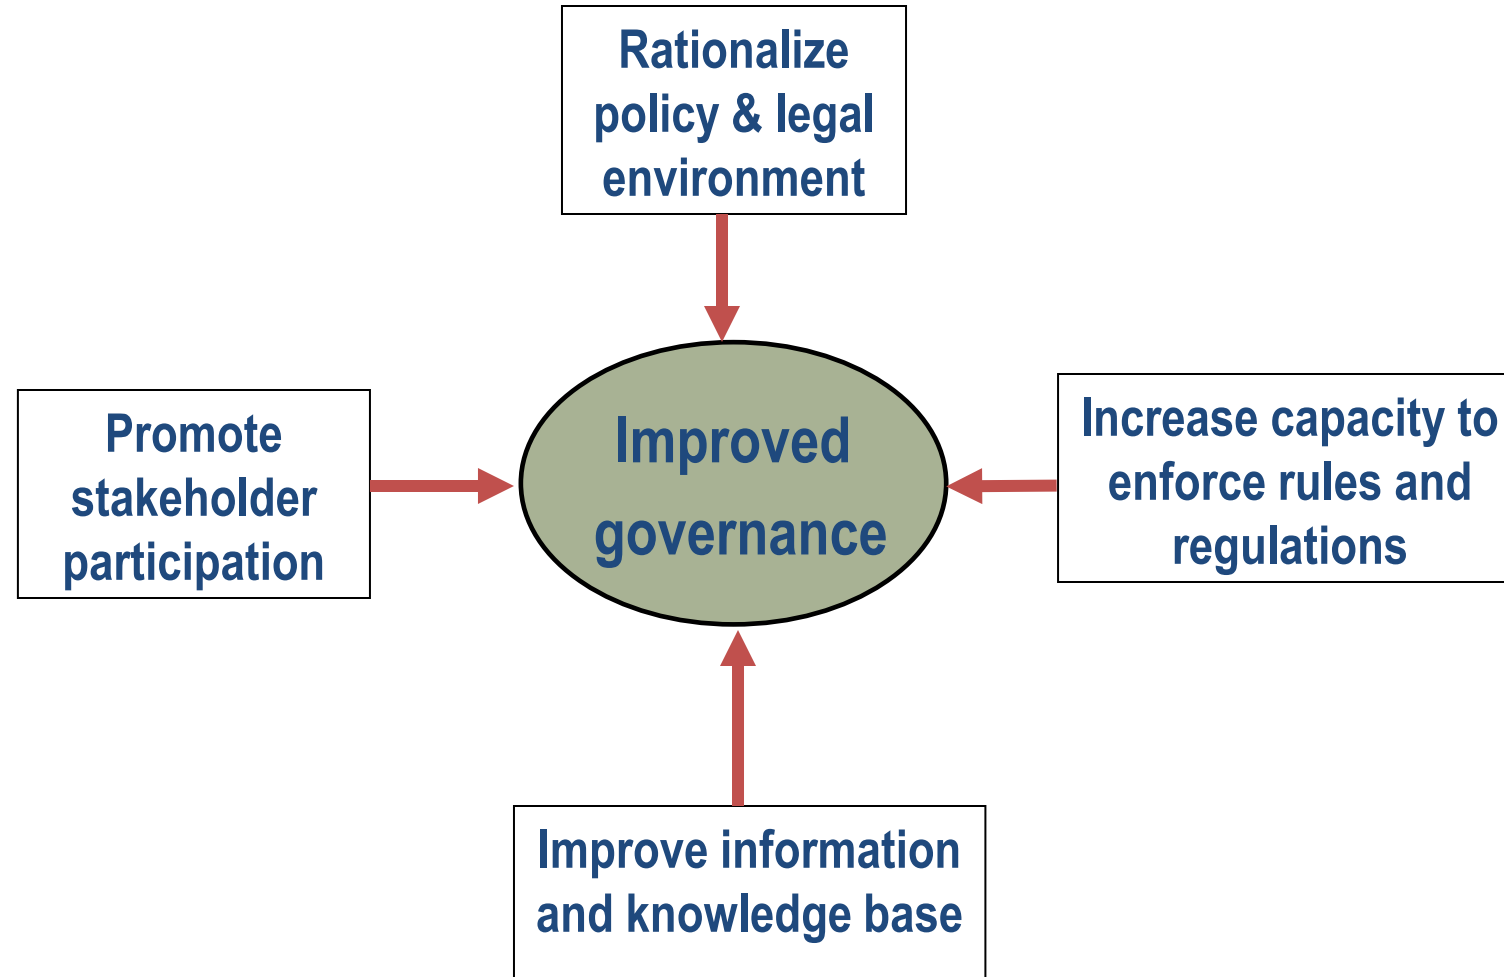 Rationalize
policy & legal
environment
Promote
stakeholder
participation
Improved
governance
Increase capacity to
enforce rules and
regulations
Improve information
and knowledge base